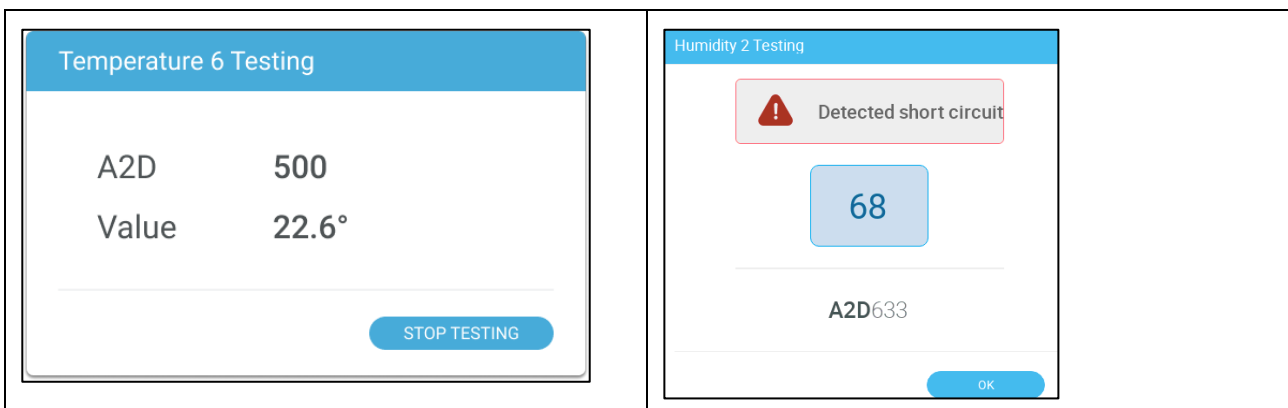 Temperature 6 Testing
A2D 500
Value 22.6°
STOP TESTING
Humidity 2 Testing
Detected short circuit
68
A2D633
OK